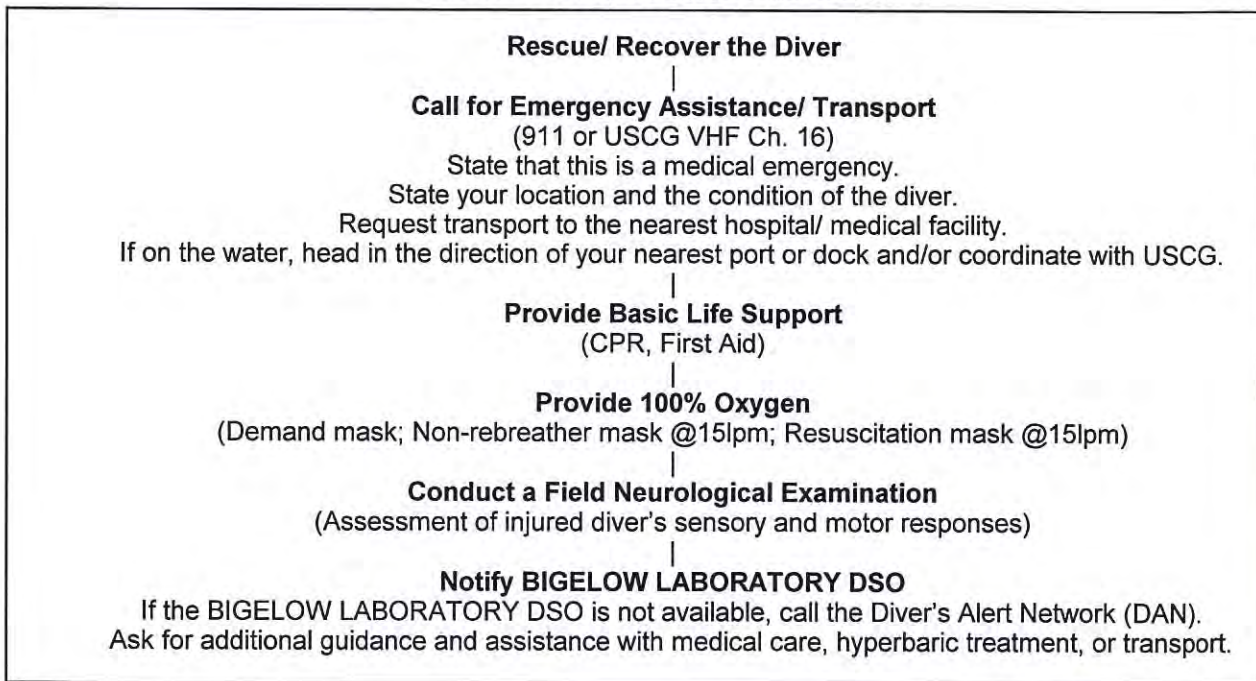 Rescue/ Recover the Diver
|
Call for Emergency Assistance/ Transport
(911 or USCG VHF Ch. 16)
State that this is a medical emergency.
State your location and the condition of the diver.
Request transport to the nearest hospital/ medical facility.
If on the water, head in the direction of your nearest port or dock and/or coordinate with USCG.
|
Provide Basic Life Support
(CPR, First Aid)
|
Provide 100% Oxygen
(Demand mask; Non-rebreather mask @15lpm; Resuscitation mask @15lpm)
|
Conduct a Field Neurological Examination
(Assessment of injured diver's sensory and motor responses)
|
Notify BIGELOW LABORATORY DSO
If the BIGELOW LABORATORY DSO is not available, call the Diver's Alert Network (DAN).
Ask for additional guidance and assistance with medical care, hyperbaric treatment, or transport.